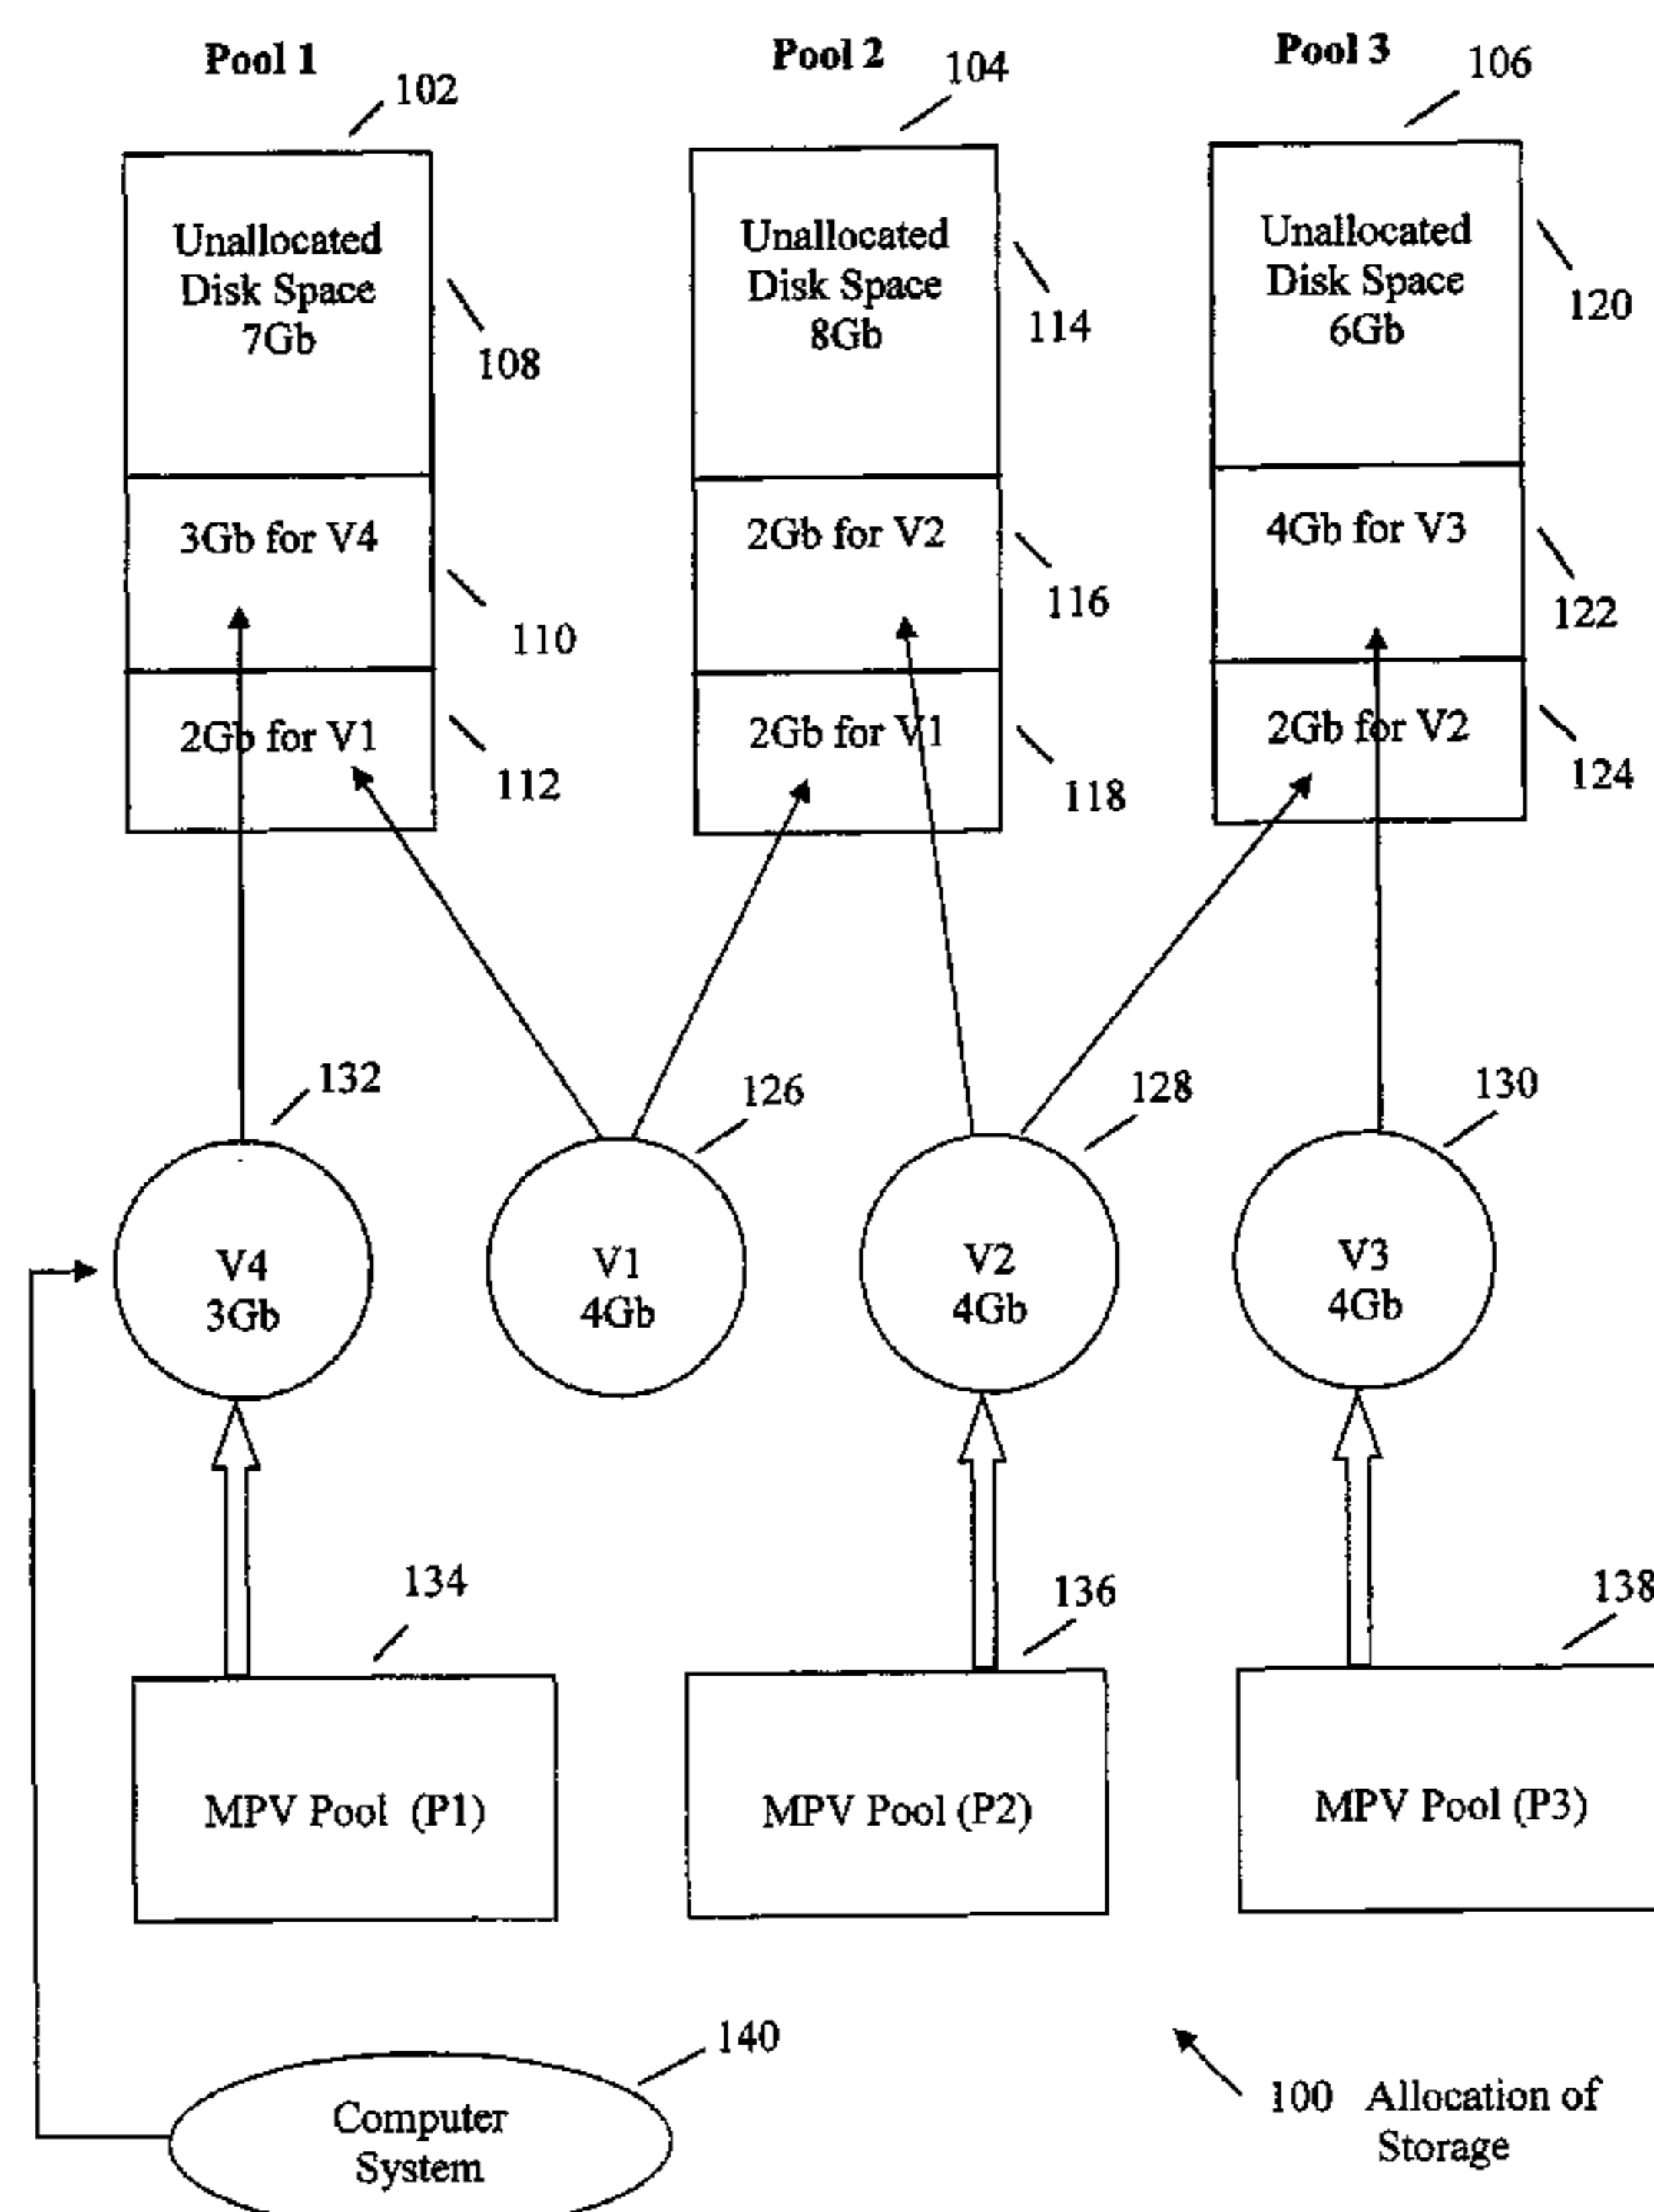 Pool 1
102
Pool 2
104
Pool 3
106
Unallocated
Disk Space
7Gb
108
Unallocated
Disk Space
8Gb
114
Unallocated
Disk Space
6Gb
120
3Gb for V4
110
2Gb for V2
116
4Gb for V3
122
2Gb for V1
112
2Gb for V1
118
2Gb for V2
124
132
126
128
130
V4
3Gb
V1
4Gb
V2
4Gb
V3
4Gb
134
136
138
MPV Pool (P1)
MPV Pool (P2)
MPV Pool (P3)
140
Computer
System
100 Allocation of
Storage